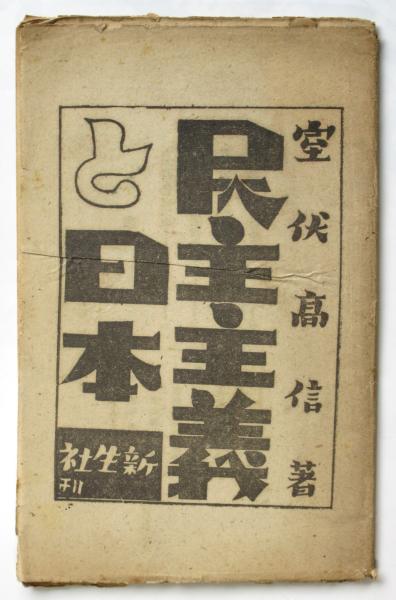 室伏高信著
民主主義
と日本
新生社
刊